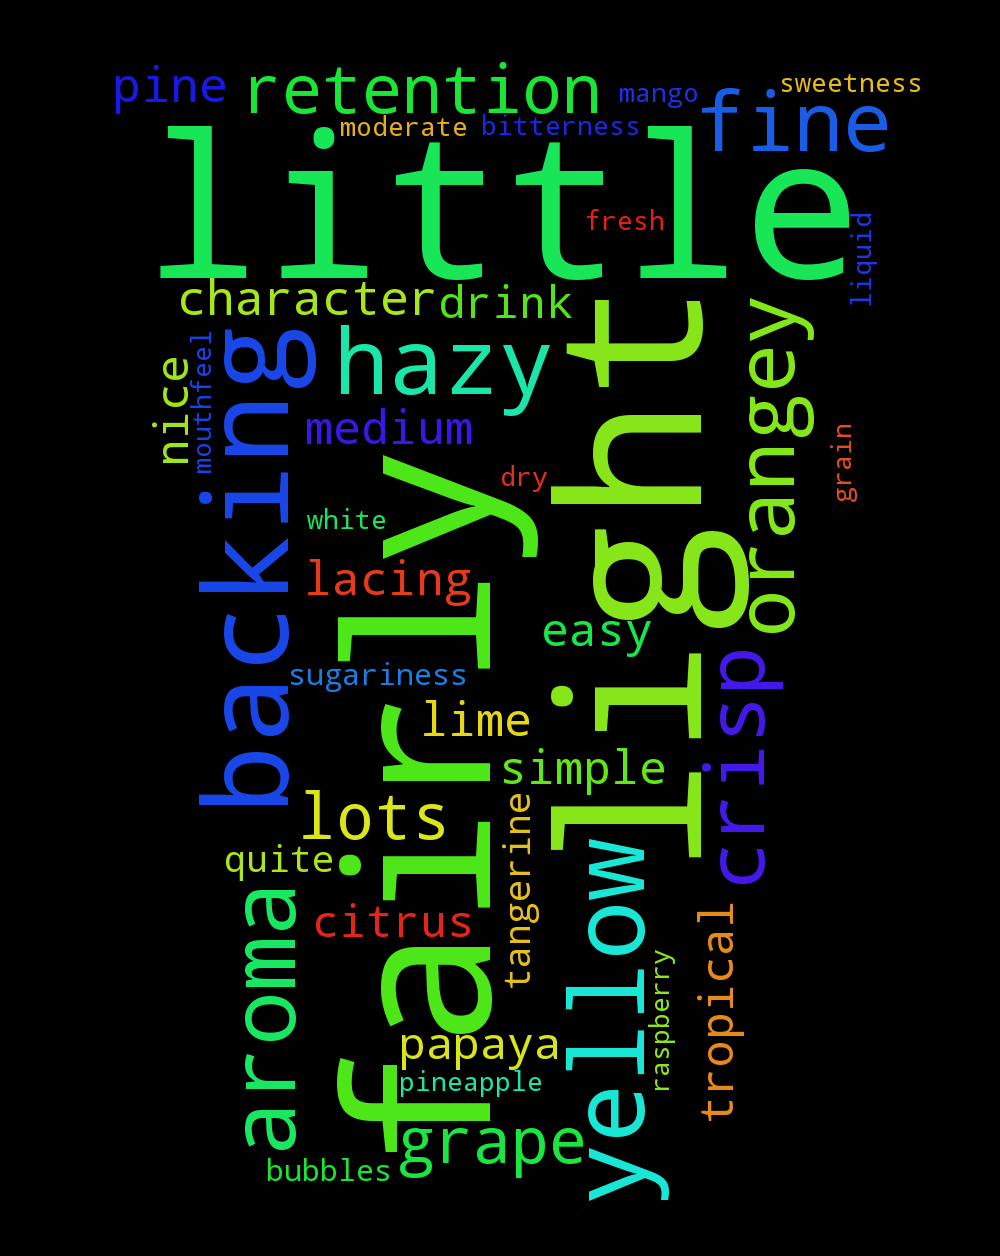 pine
retention
mango
sweetness
fine
moderate
bitterness
little
fresh
liquid
character
drink
nice
mouthfeel
backing
hazy
light
orangey
medium
grain
dry
fairly
white
lacing
easy
sugariness
crisp
lime
simple
lots
tangerine
quite
yellow
aroma
citrus
tropical
raspberry
papaya
pineapple
grape
bubbles